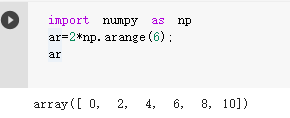 import numpy as np
ar=2*np.arange(6);
ar
array([ 0, 2, 4, 6, 8, 10])